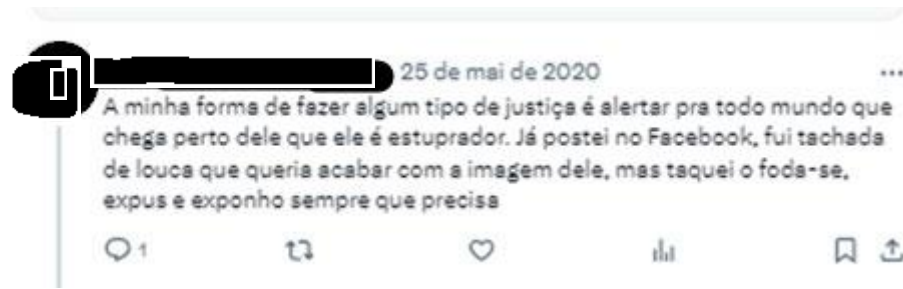 25 de mai de 2020
A minha forma de fazer algum tipo de justiça é alertar pra todo mundo que
chega perto dele que ele é estuprador. Já postei no Facebook, fui tachada
de louca que queria acabar com a imagem dele, mas taquei o foda-se,
expus e exponho sempre que precisa
1